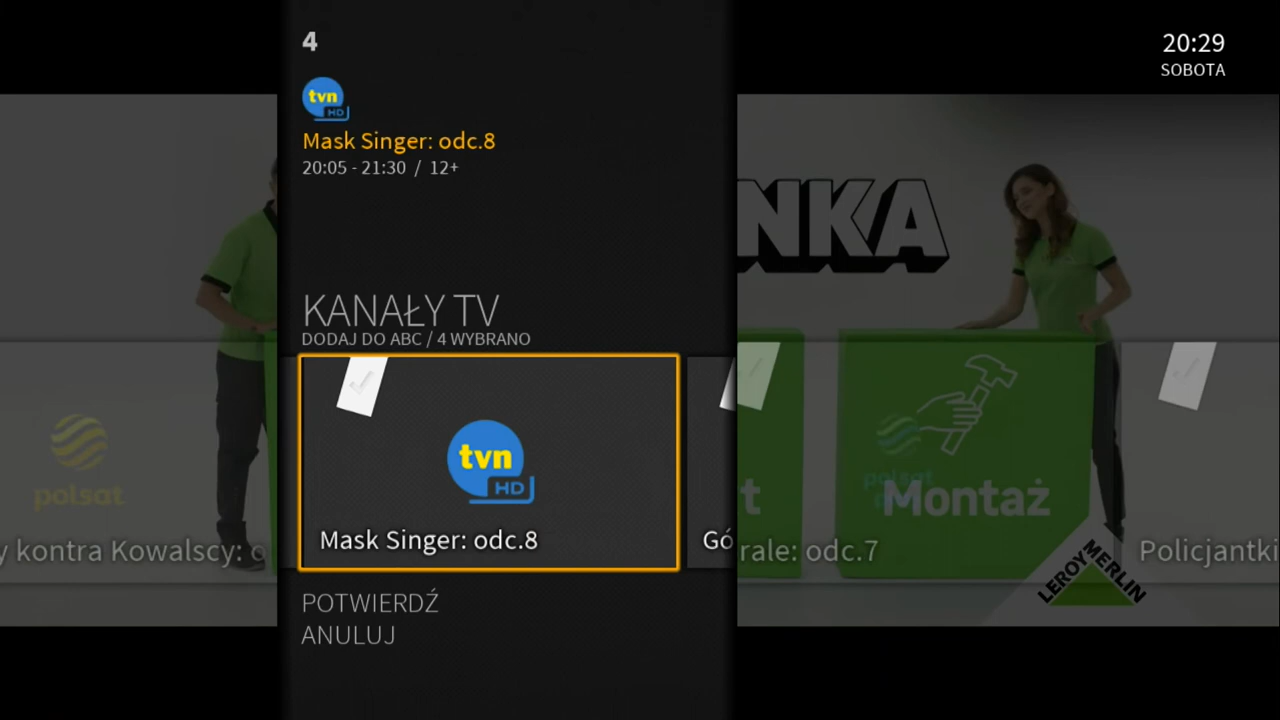 4
20:29
SOBOTA
tvn
HD
Mask Singer: odc.8
20:05 - 21:30 / 12+
NKA
KANAŁY TV
DODAJ DO ABC / 4 WYBRANO
polsat
tvn
HD
polsat
t
Montaż
y kontra Kowalscy: o
Mask Singer: odc.8
Górale: odc.7
Policjantki
LEROY MERLIN
POTWIERDŹ
ANULUJ